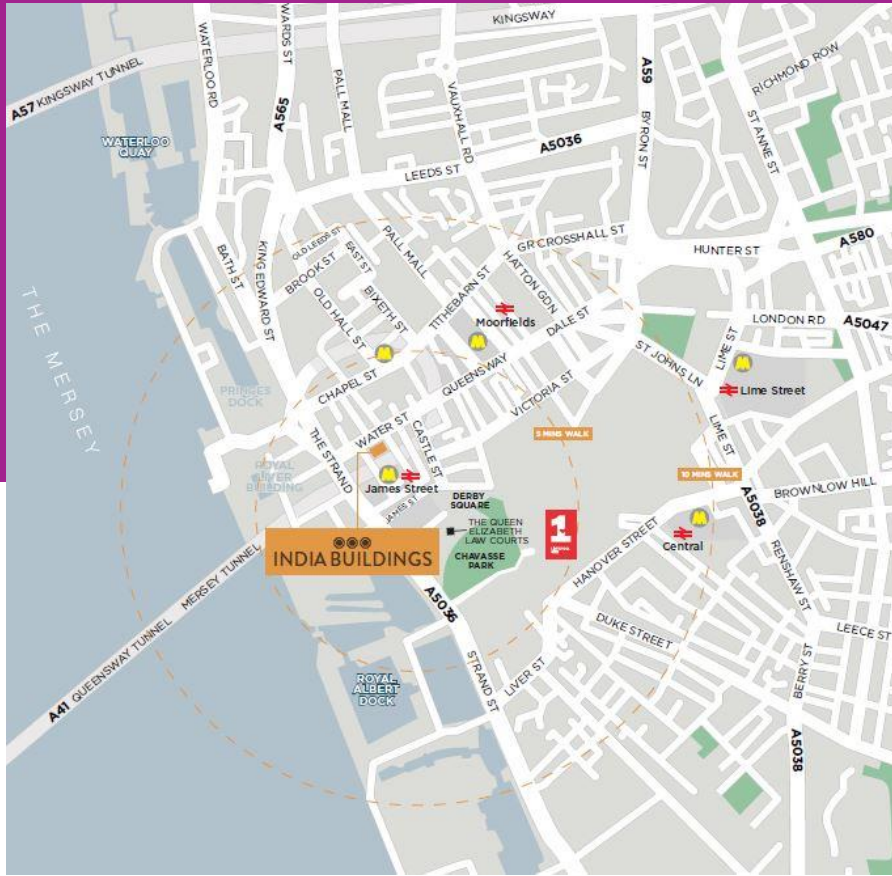 KINGSWAY
A57 KINGSWAY TUNNEL
WATERLOO RD
WARDS ST
A565
PALL MALL
VAUXHALL RD
A59
BYRON ST
ST ANNE ST
RICHMOND ROW
WATERLOO
QUAY
A5036
LEEDS ST
BATH ST
KING EDWARD ST
OLD LEEDS ST
BROOK ST
EAST ST
PALL MALL
OLD HALL ST
BIXETH ST
TITHEBARN ST
HATTON GDN
GR CROSSHALL ST
HUNTER ST
A580
THE MERSEY
Moorfields
DALE ST
LONDON RD
A5047
ST JOHNS LN
LIME ST
Lime Street
CHAPEL ST
QUEENSWAY
VICTORIA ST
PRINCES
DOCK
WATER ST
CASTLE ST
THE STRAND
LIME ST
5 MINS WALK
10 MINS WALK
ROYAL
LIVER
BUILDING
James Street
JAMES ST
DERBY
SQUARE
BROWNLOW HILL
A5038
THE QUEEN
ELIZABETH
LAW COURTS
1
Central
INDIA BUILDINGS
CHAVASSE
PARK
HANOVER STREET
RENSHAW ST
MERSEY TUNNEL
A5036
DUKE STREET
LEECE ST
A41 QUEENSWAY TUNNEL
STRAND ST
LIVER ST
BERRY ST
ROYAL
ALBERT
DOCK
A5038